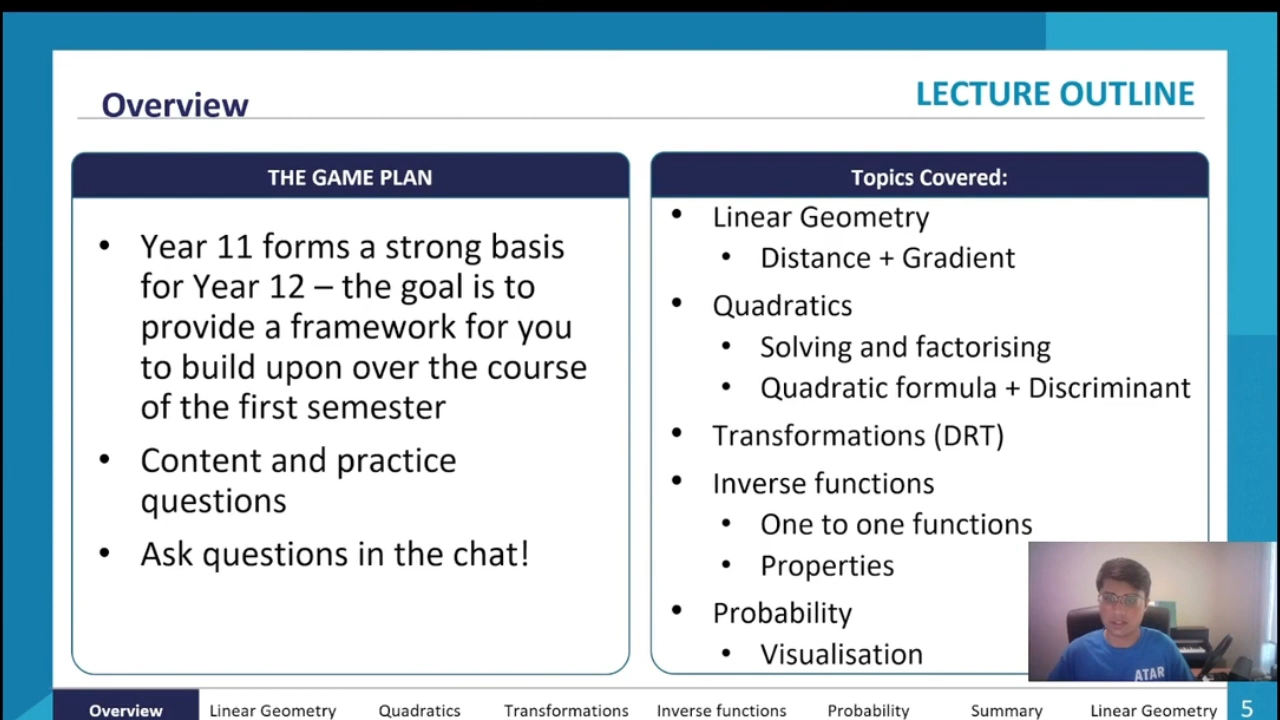 Overview
LECTURE OUTLINE
THE GAME PLAN
• Year 11 forms a strong basis
for Year 12 – the goal is to
provide a framework for you
to build upon over the course
of the first semester
• Content and practice
questions
• Ask questions in the chat!
Topics Covered:
• Linear Geometry
• Distance + Gradient
• Quadratics
• Solving and factorising
• Quadratic formula + Discriminant
• Transformations (DRT)
• Inverse functions
• One to one functions
• Properties
• Probability
• Visualisation
ATAR
Overview Linear Geometry Quadratics Transformations Inverse functions Probability Summary Linear Geometry 5